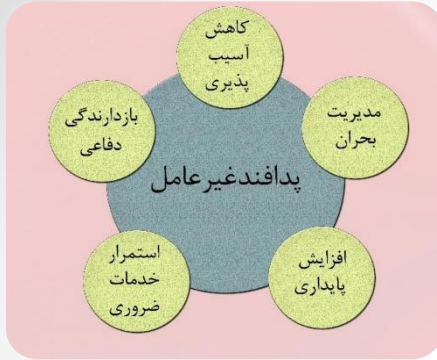 کاهش
آسیب
پذیری
مدیریت
بحران
بازدارندگی
دفاعی
پدافندغیرعامل
افزایش
پایداری
استمرار
خدمات
ضروری